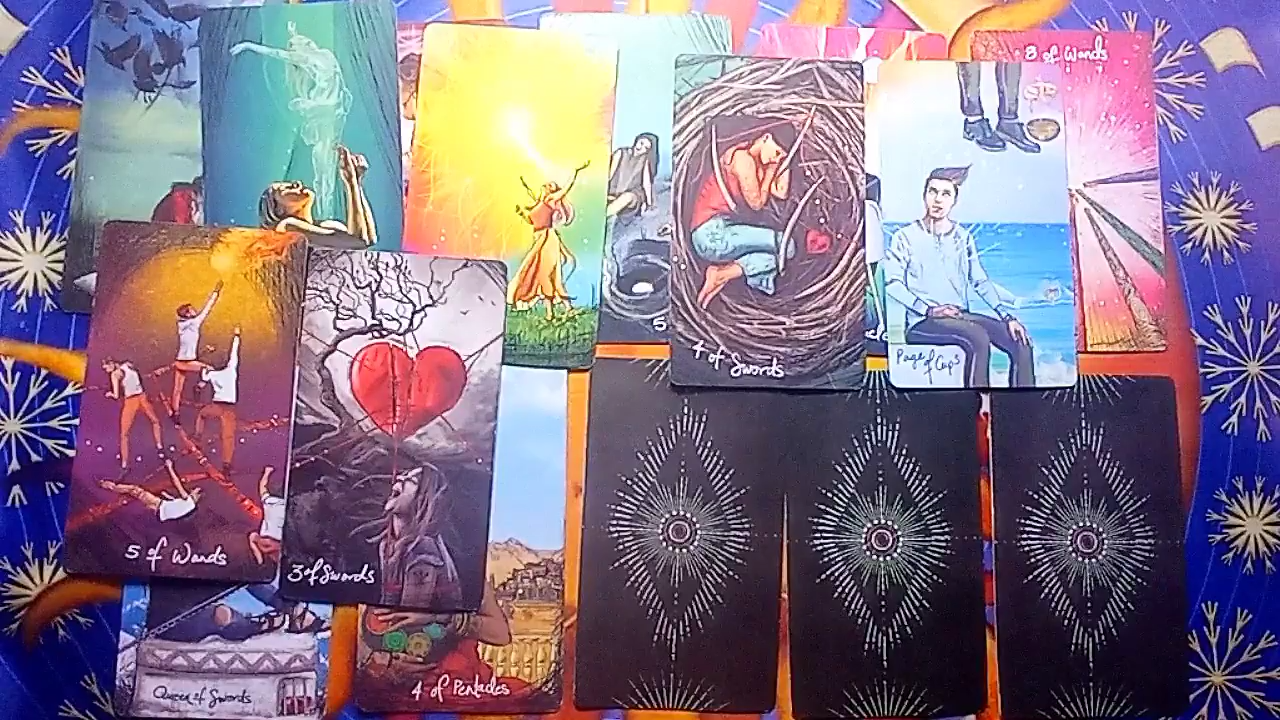 8 of Wands
5
4 of Swords
Page of Cups
5 of Wands
3 of Swords
Queen of Swords
4 of Pentacles